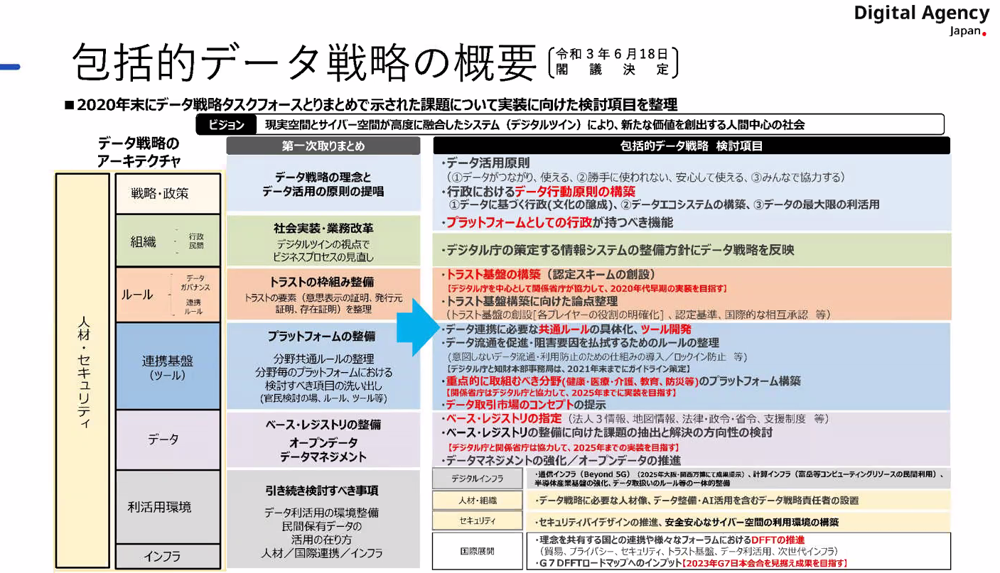 Digital Agency
Japan
包括的データ戦略の概要
令和３年６月18日
閣議決定
■2020年末にデータ戦略タスクフォースとりまとめで示された課題について実装に向けた検討項目を整理
ビジョン
現実空間とサイバー空間が高度に融合したシステム（デジタルツイン）により、新たな価値を創出する人間中心の社会
データ戦略の
アーキテクチャ
人材・セキュリティ
戦略・政策
組織
行政
民間
ルール
データ
ガバナンス
連携
ルール
連携基盤
（ツール）
データ
利活用環境
インフラ
第一次取りまとめ
データ戦略の理念と
データ活用の原則の提唱
社会実装・業務改革
デジタルツインの視点で
ビジネスプロセスの見直し
トラストの枠組み整備
トラストの要素（意思表示の証明、発行元
証明、存在証明）を整理
プラットフォームの整備
分野共通ルールの整理
分野毎のプラットフォームにおける
検討すべき項目の洗い出し
（官民検討の場、ルール、ツール等）
ベース・レジストリの整備
オープンデータ
データマネジメント
引き続き検討すべき事項
データ利活用の環境整備
民間保有データの
活用の在り方
人材／国際連携／インフラ
包括的データ戦略　検討項目
・データ活用原則
（①データがつながり、使える、②勝手に使われない、安心して使える、③みんなで協力する）
・行政におけるデータ行動原則の構築
①データに基づく行政(文化の醸成)、②データエコシステムの構築、③データの最大限の利活用
・プラットフォームとしての行政が持つべき機能
・デジタル庁の策定する情報システムの整備方針にデータ戦略を反映
・トラスト基盤の構築（認定スキームの創設）
【デジタル庁を中心として関係省庁が協力して、2020年代早期の実装を目指す】
・トラスト基盤構築に向けた論点整理
（トラスト基盤の創設[各プレイヤーの役割の明確化]、認定基準、国際的な相互承認　等）
・データ連携に必要な共通ルールの具体化、ツール開発
・データ流通を促進・阻害要因を払拭するためのルールの整理
（意図しないデータ流通・利用防止のための仕組みの導入／ロックイン防止　等）
【デジタル庁と知財本部事務局は、2021年末までにガイドライン策定】
・重点的に取組むべき分野(健康・医療・介護、教育、防災等)のプラットフォーム構築
【関係省庁はデジタル庁と協力して、2025年までに実装を目指す】
・データ取引市場のコンセプトの提示
・ベース・レジストリの指定（法人３情報、地図情報、法律・政令・省令、支援制度　等）
・ベース・レジストリの整備に向けた課題の抽出と解決の方向性の検討
【デジタル庁と関係省庁は協力して、2025年までの実装を目指す】
・データマネジメントの強化／オープンデータの推進
デジタルインフラ
・通信インフラ（Beyond 5G）（2025年大阪・関西万博にて成果提示）、計算インフラ（富岳等コンピューティングリソースの民間利用）、
半導体産業基盤の強化、データ取扱いのルール等の一体的整備
人材・組織
・データ戦略に必要な人材像、データ整備・AI活用を含むデータ戦略責任者の設置
セキュリティ
・セキュリティバイデザインの推進、安全安心なサイバー空間の利用環境の構築
国際展開
・理念を共有する国との連携や様々なフォーラムにおけるDFFTの推進
（貿易、プライバシー、セキュリティ、トラスト基盤、データ利活用、次世代インフラ）
・G７DFFTロードマップへのインプット【2023年G7日本会合を見据え成果を目指す】